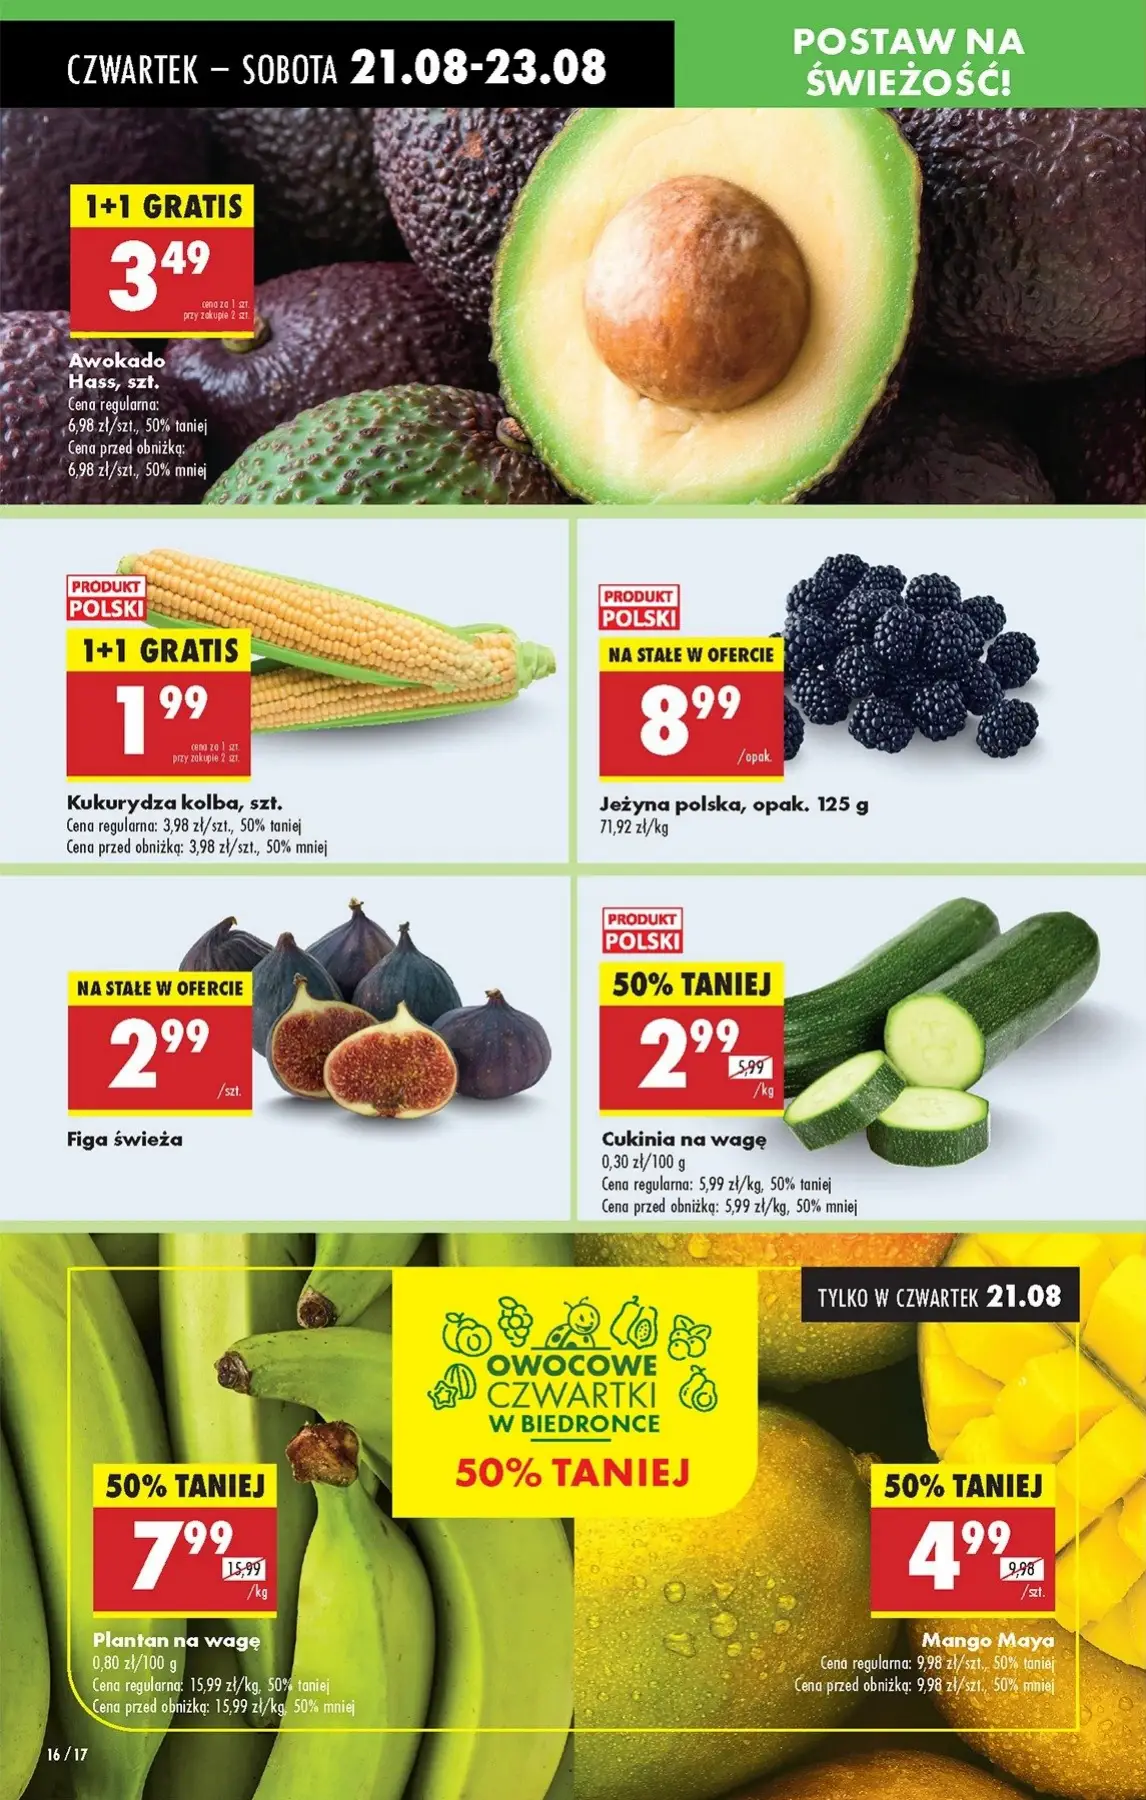 CZWARTEK – SOBOTA 21.08-23.08
POSTAW NA
ŚWIEŻOŚĆ!
1+1 GRATIS
3 49
cena za 1 szt.
przy zakupie 2 szt.
Awokado
Hass, szt.
Cena regularna:
6,98 zł/szt., 50% taniej
Cena przed obniżką:
6,98 zł/szt., 50% mniej
PRODUKT
POLSKI
1+1 GRATIS
1 99
cena za 1 szt.
przy zakupie 2 szt.
Kukurydza kolba, szt.
Cena regularna: 3,98 zł/szt., 50% taniej
Cena przed obniżką: 3,98 zł/szt., 50% mniej
PRODUKT
POLSKI
NA STAŁE W OFERCIE
8 99
/opak.
Jeżyna polska, opak. 125 g
71,92 zł/kg
NA STAŁE W OFERCIE
2 99
/szt.
Figa świeża
PRODUKT
POLSKI
50% TANIEJ
2 99
5,99
/kg
Cukinia na wagę
0,30 zł/100 g
Cena regularna: 5,99 zł/kg, 50% taniej
Cena przed obniżką: 5,99 zł/kg, 50% mniej
TYLKO W CZWARTEK 21.08
OWOCOWE
CZWARTKI
W BIEDRONCE
50% TANIEJ
50% TANIEJ
7 99
15,99
/kg
Plantan na wagę
0,80 zł/100 g
Cena regularna: 15,99 zł/kg, 50% taniej
Cena przed obniżką: 15,99 zł/kg, 50% mniej
50% TANIEJ
4 99
9,98
/szt.
Mango Maya
Cena regularna: 9,98 zł/szt., 50% taniej
Cena przed obniżką: 9,98 zł/szt., 50% mniej
16 / 17